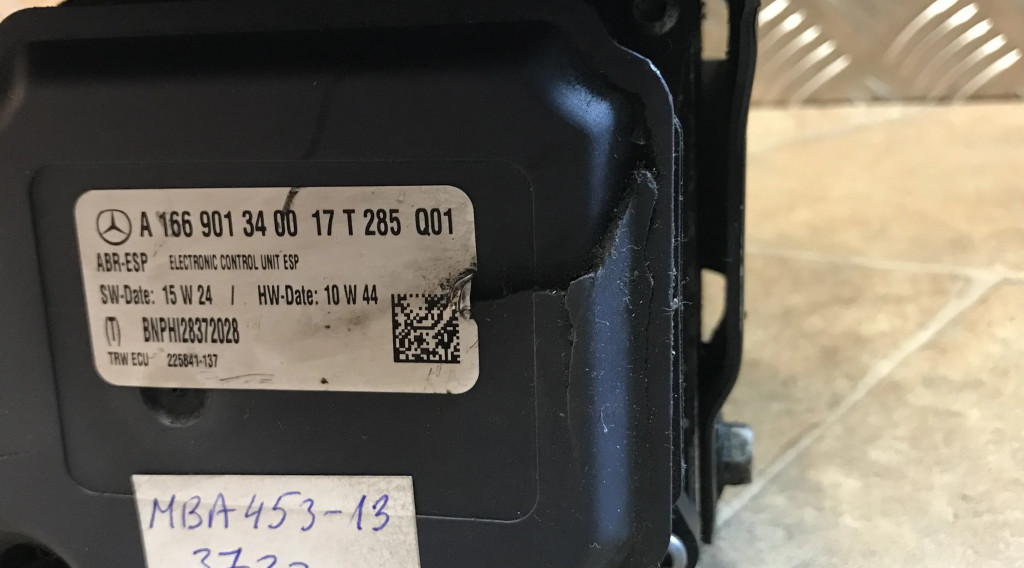 A 166 901 34 00 17 T 285 Q01
ABR-ESP ELECTRONIC CONTROL UNIT ESP
SW-Date: 15 W 24 / HW-Date: 10 W 44
(T) BNPHI28372028
TRW ECU 225841-137
MBA453-13